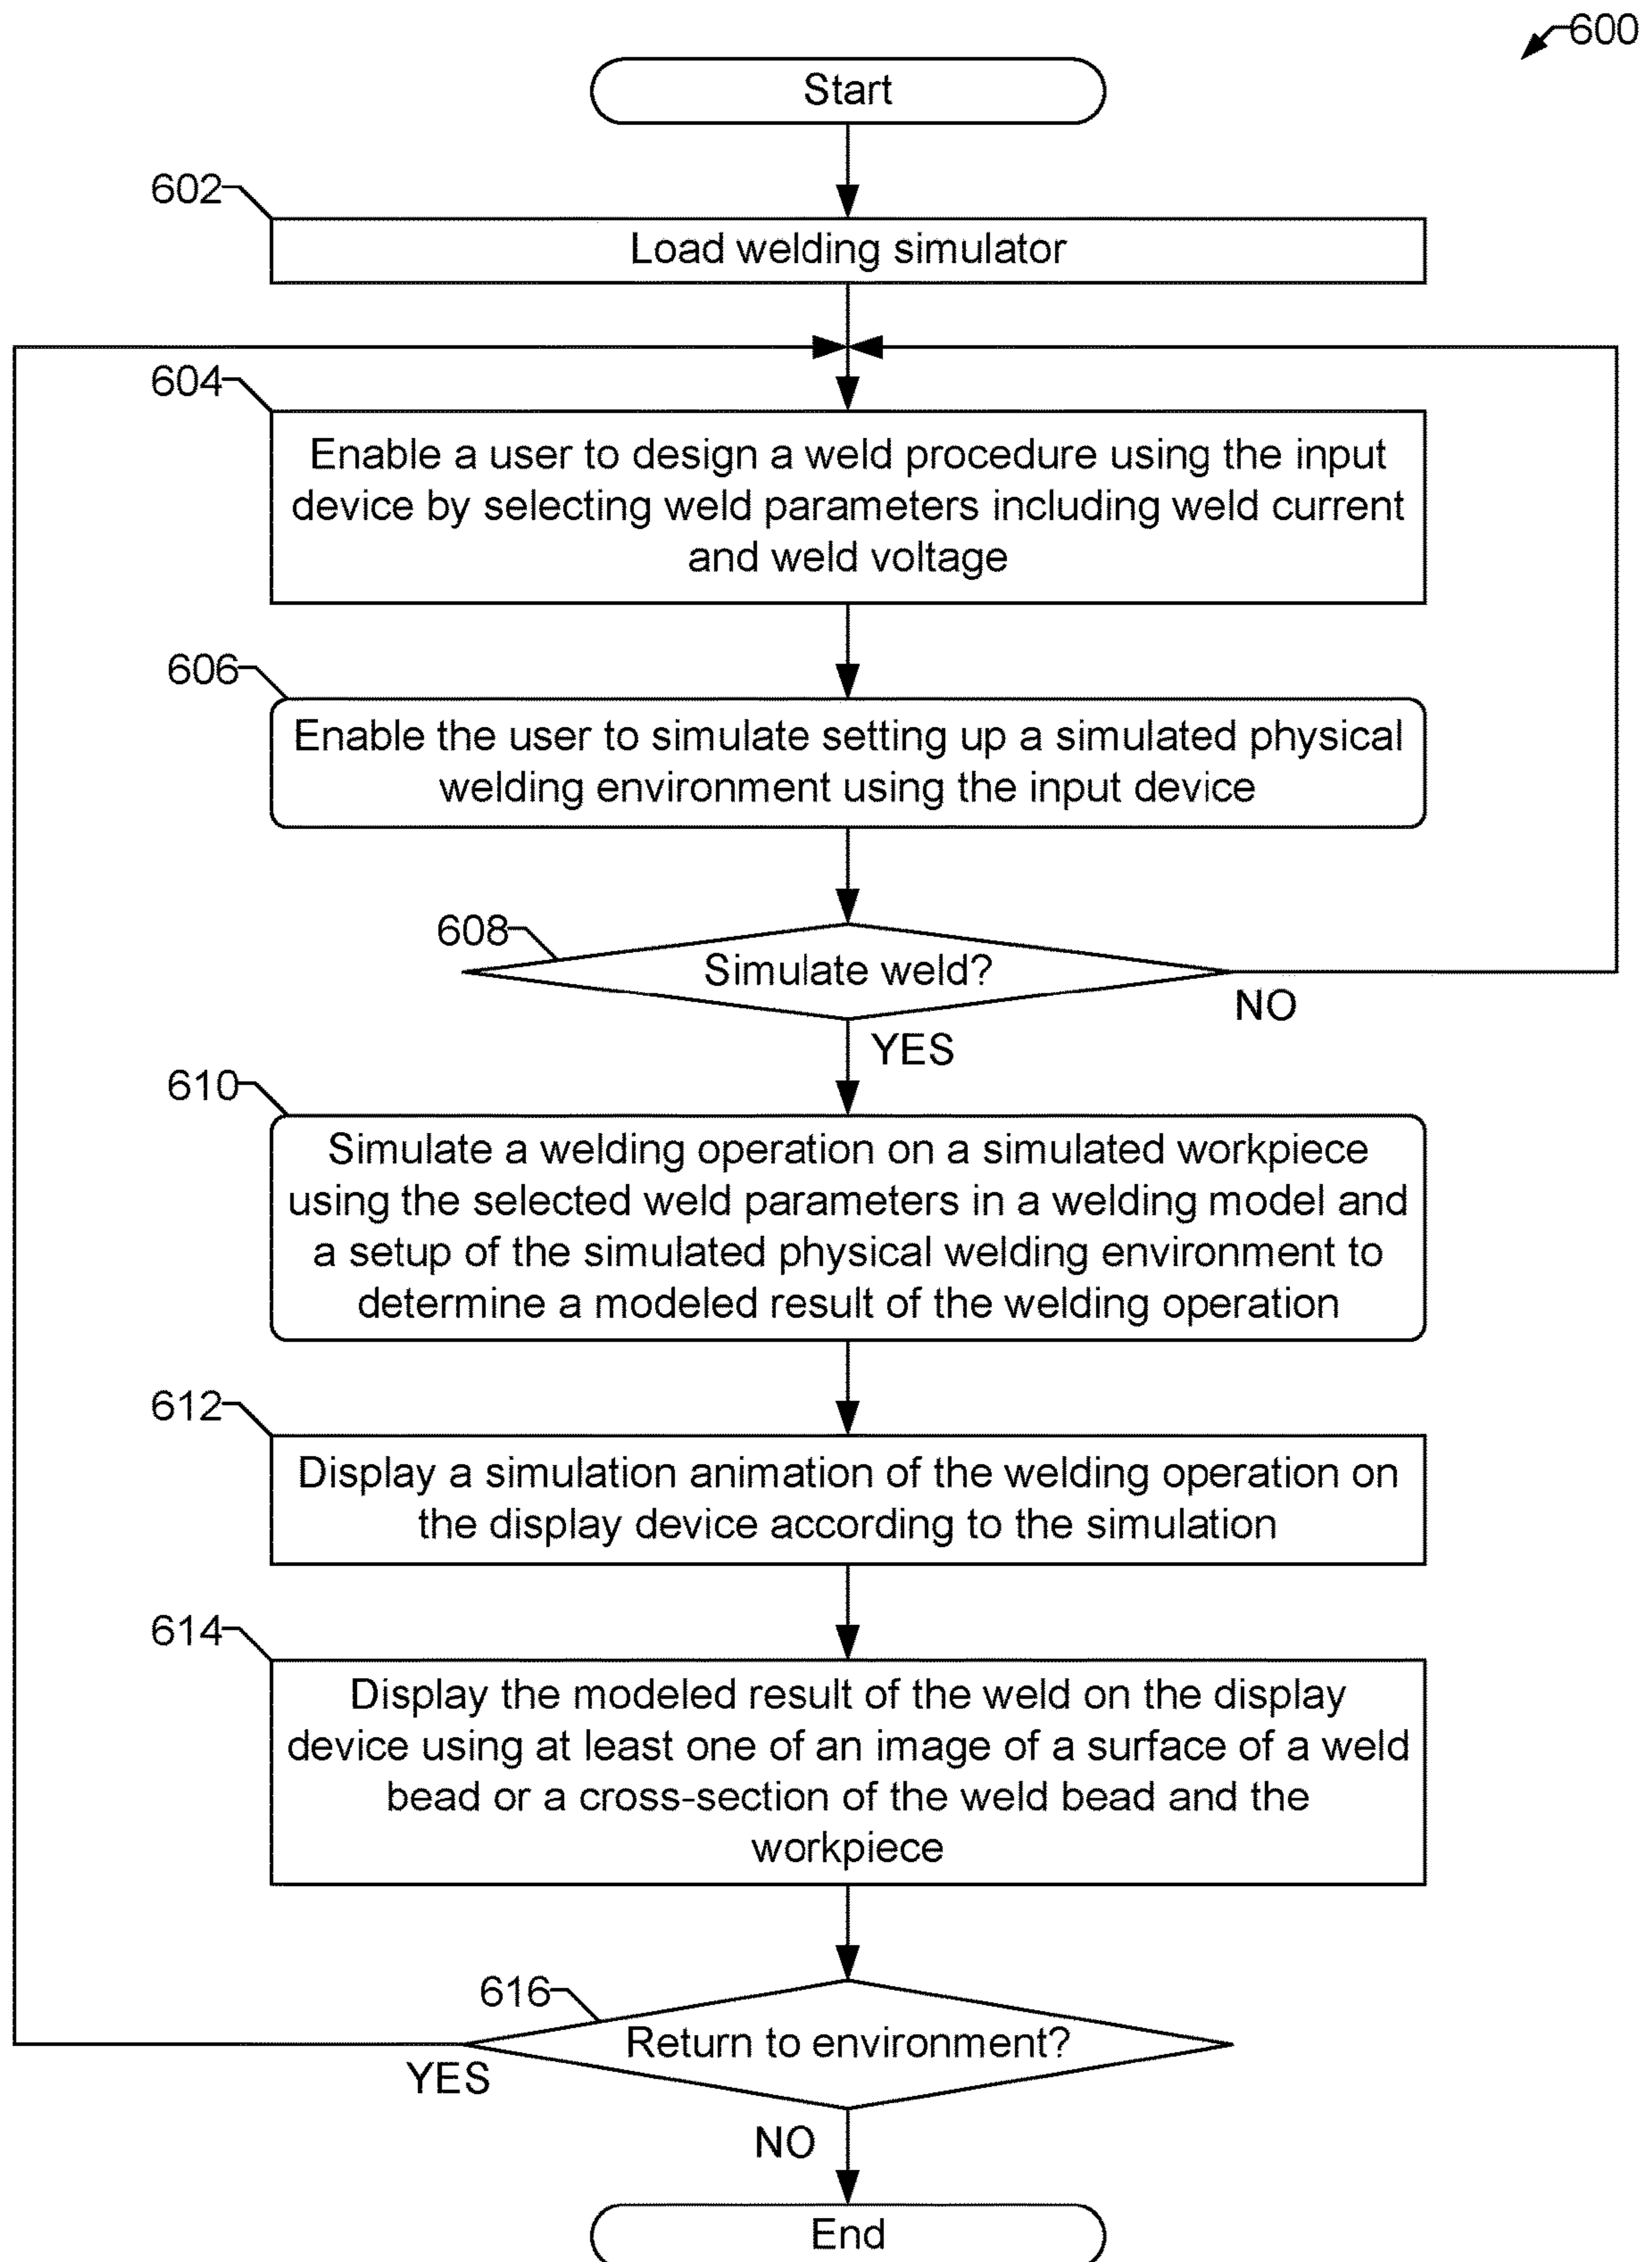 600
Start
602
Load welding simulator
604
Enable a user to design a weld procedure using the input
device by selecting weld parameters including weld current
and weld voltage
606
Enable the user to simulate setting up a simulated physical
welding environment using the input device
608
Simulate weld?
NO
YES
610
Simulate a welding operation on a simulated workpiece
using the selected weld parameters in a welding model and
a setup of the simulated physical welding environment to
determine a modeled result of the welding operation
612
Display a simulation animation of the welding operation on
the display device according to the simulation
614
Display the modeled result of the weld on the display
device using at least one of an image of a surface of a weld
bead or a cross-section of the weld bead and the
workpiece
616
Return to environment?
YES
NO
End